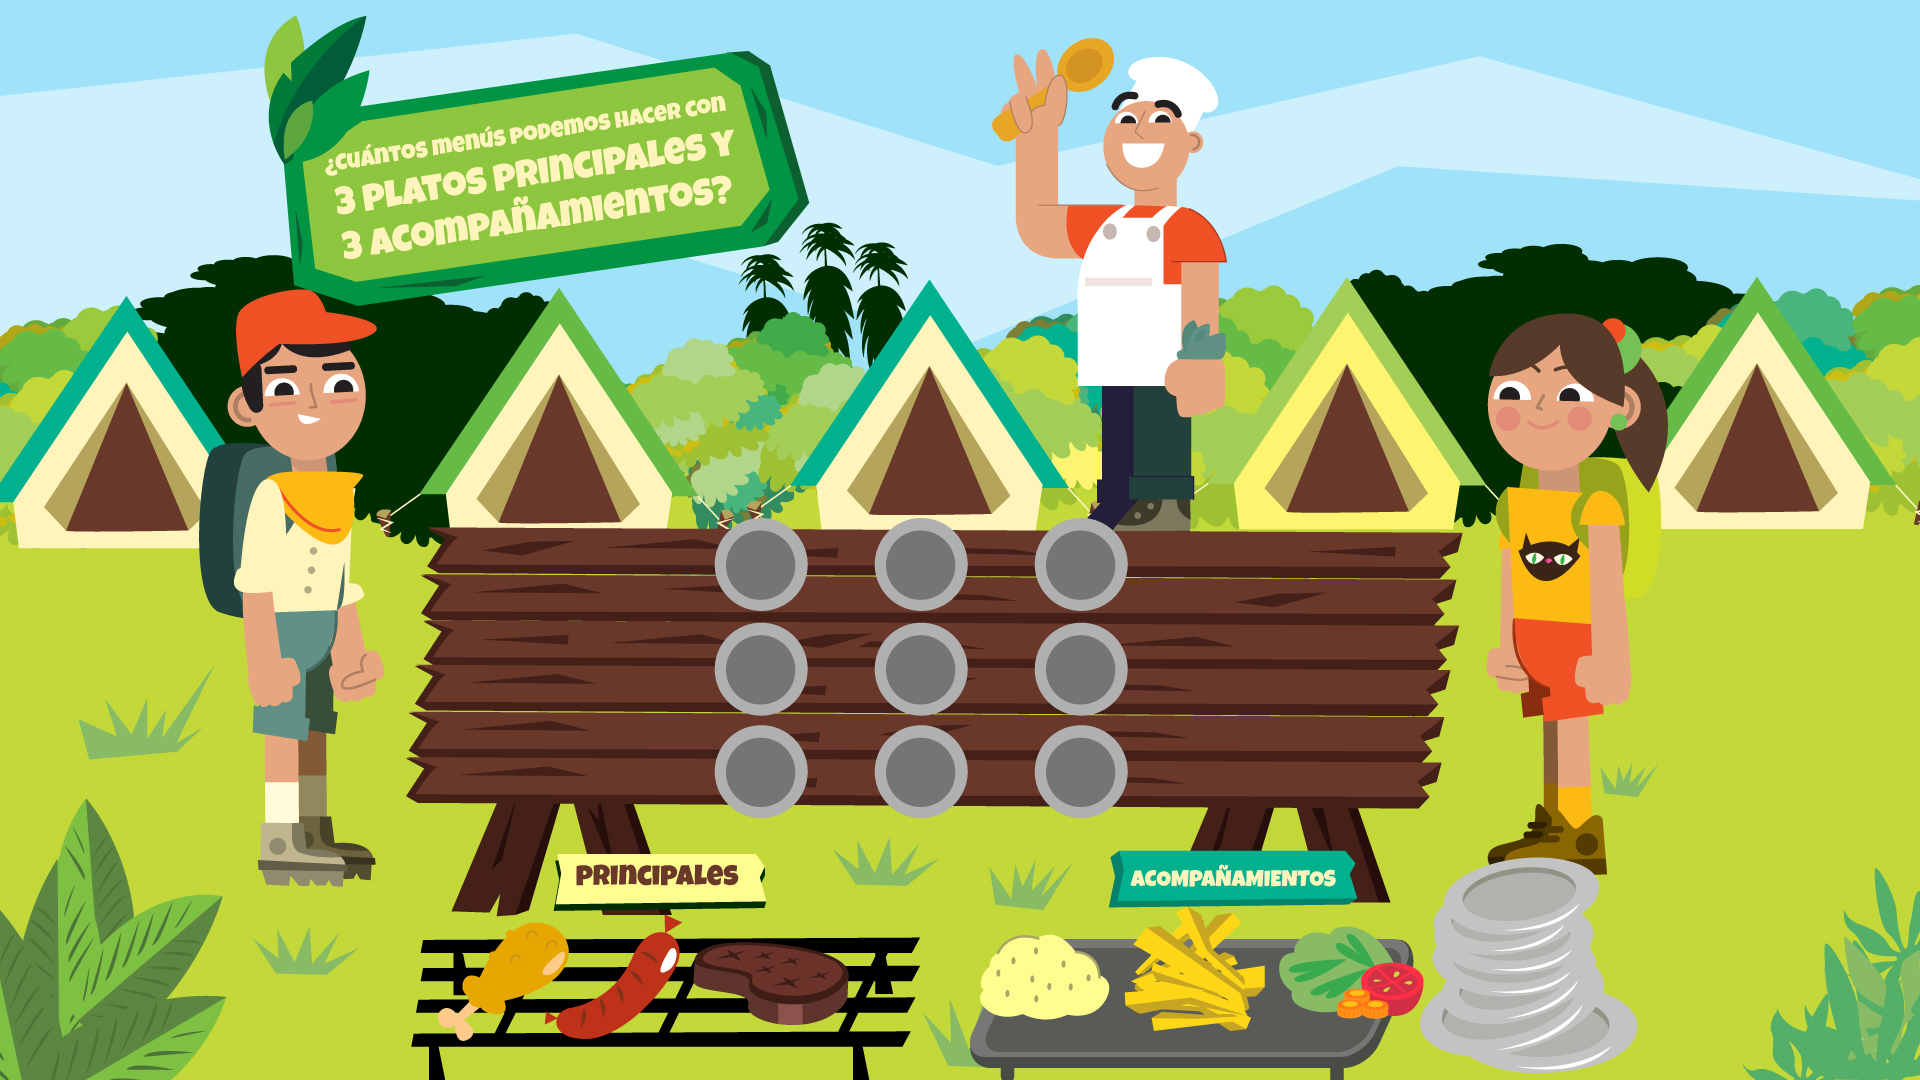 ¿Cuántos menús podemos hacer con
3 platos principales y
3 acompañamientos?
Principales
Acompañamientos